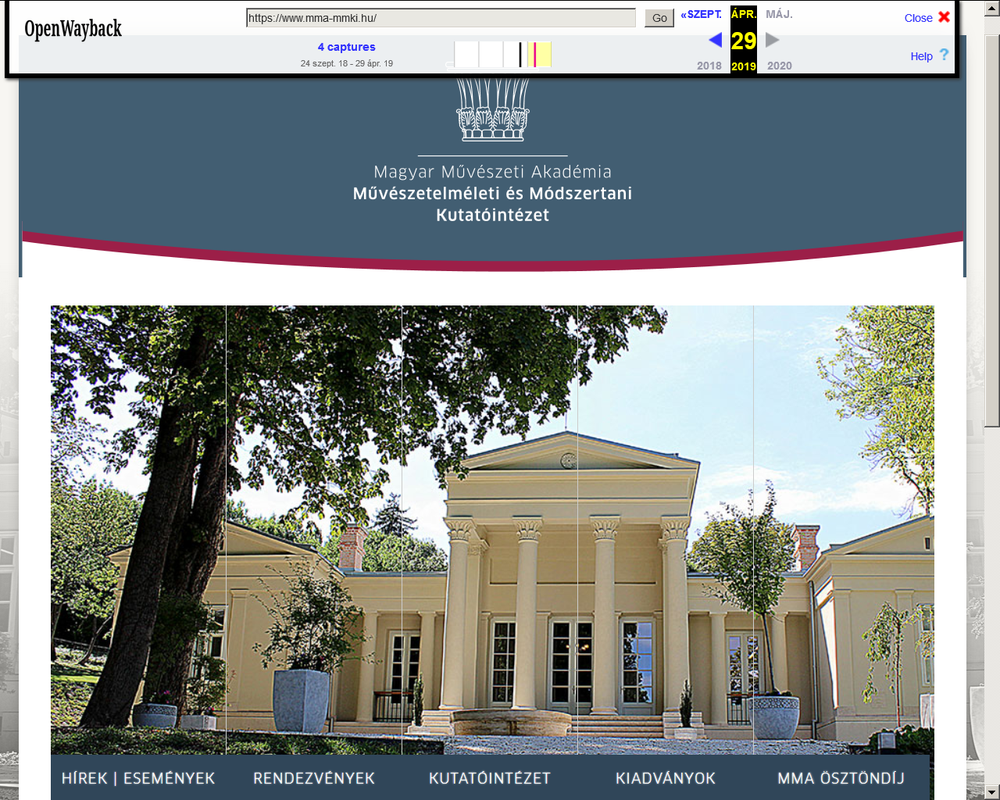 OpenWayback
https://www.mma-mmki.hu/
Go
«SZEPT.
ÁPR.
MÁJ.
Close
4 captures
29
24 szept. 18 - 29 ápr. 19
Help ?
2018
2019
2020
Magyar Művészeti Akadémia
Művészetelméleti és Módszertani
Kutatóintézet
HÍREK | ESEMÉNYEK
RENDEZVÉNYEK
KUTATÓINTÉZET
KIADVÁNYOK
MMA ÖSZTÖNDÍJ